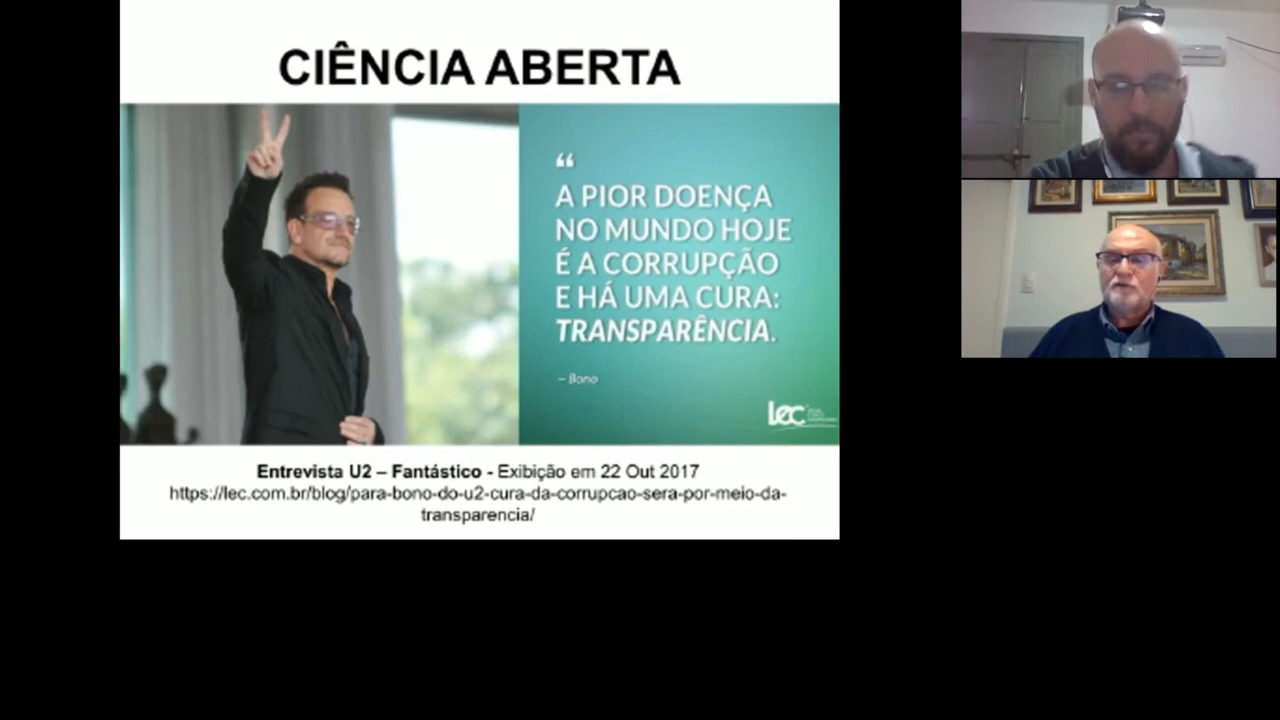 CIÊNCIA ABERTA
“
A PIOR DOENÇA
NO MUNDO HOJE
É A CORRUPÇÃO
E HÁ UMA CURA:
TRANSPARÊNCIA.
– Bono
Lec
Entrevista U2 – Fantástico - Exibição em 22 Out 2017
https://lec.com.br/blog/para-bono-do-u2-cura-da-corrupcao-sera-por-meio-da-
transparencia/